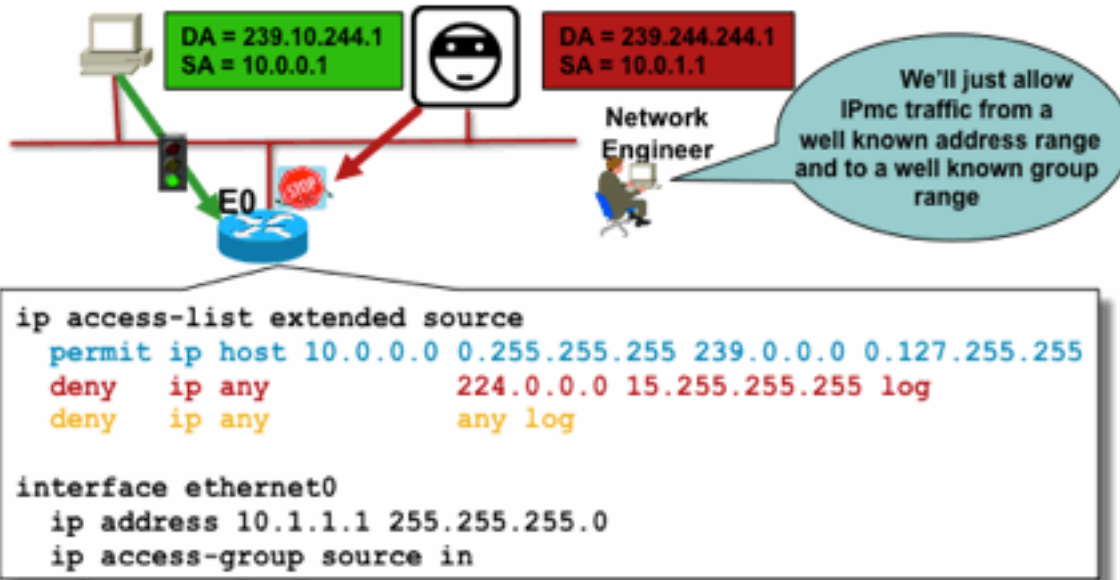 DA = 239.10.244.1
SA = 10.0.0.1
DA = 239.244.244.1
SA = 10.0.1.1
We'll just allow
IPmc traffic from a
well known address range
and to a well known group
range
Network
Engineer
STOP
E0
ip access-list extended source
permit ip host 10.0.0.0 0.255.255.255 239.0.0.0 0.127.255.255
deny ip any 224.0.0.0 15.255.255.255 log
deny ip any any log
interface ethernet0
ip address 10.1.1.1 255.255.255.0
ip access-group source in